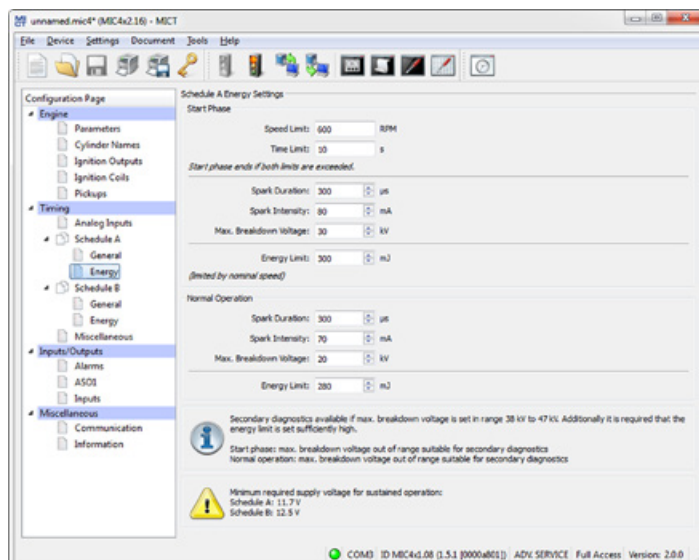 unnamed.mic4* (MIC4x2.16) - MICT
File Device Settings Document Tools Help
Configuration Page
Engine
Parameters
Cylinder Names
Ignition Outputs
Ignition Coils
Pickups
Timing
Analog Inputs
Schedule A
General
Energy
Schedule B
General
Energy
Miscellaneous
Inputs/Outputs
Alarms
ASO1
Inputs
Miscellaneous
Communication
Information
Schedule A Energy Settings
Start Phase
Speed Limit: 600 RPM
Time Limit: 10 s
Start phase ends if both limits are exceeded.
Spark Duration: 300 µs
Spark Intensity: 80 mA
Max. Breakdown Voltage: 30 kV
Energy Limit: 300 mJ
(limited by nominal speed)
Normal Operation
Spark Duration: 300 µs
Spark Intensity: 70 mA
Max. Breakdown Voltage: 20 kV
Energy Limit: 280 mJ
Secondary diagnostics available if max. breakdown voltage is set in range 38 kV to 47 kV. Additionally it is required that the
energy limit is set sufficiently high.
Start phase: max. breakdown voltage out of range suitable for secondary diagnostics
Normal operation: max. breakdown voltage out of range suitable for secondary diagnostics
Minimum required supply voltage for sustained operation:
Schedule A: 11.7 V
Schedule B: 12.5 V
COM3 ID MIC4x1.08 (1.5.1 [0000a801]) ADV. SERVICE Full Access Version: 2.0.0